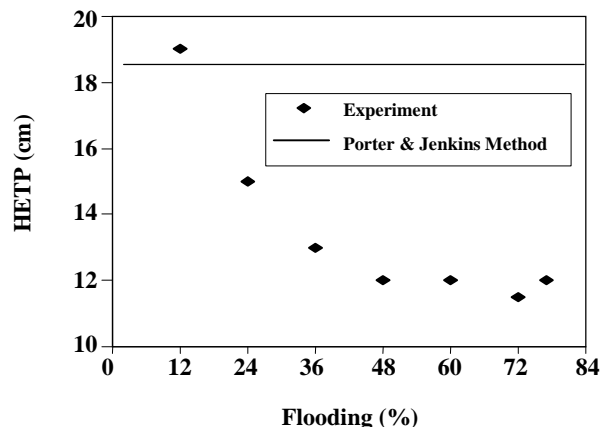 20
18
16
14
12
10
HETP (cm)
Experiment
Porter & Jenkins Method
0 12 24 36 48 60 72 84
Flooding (%)